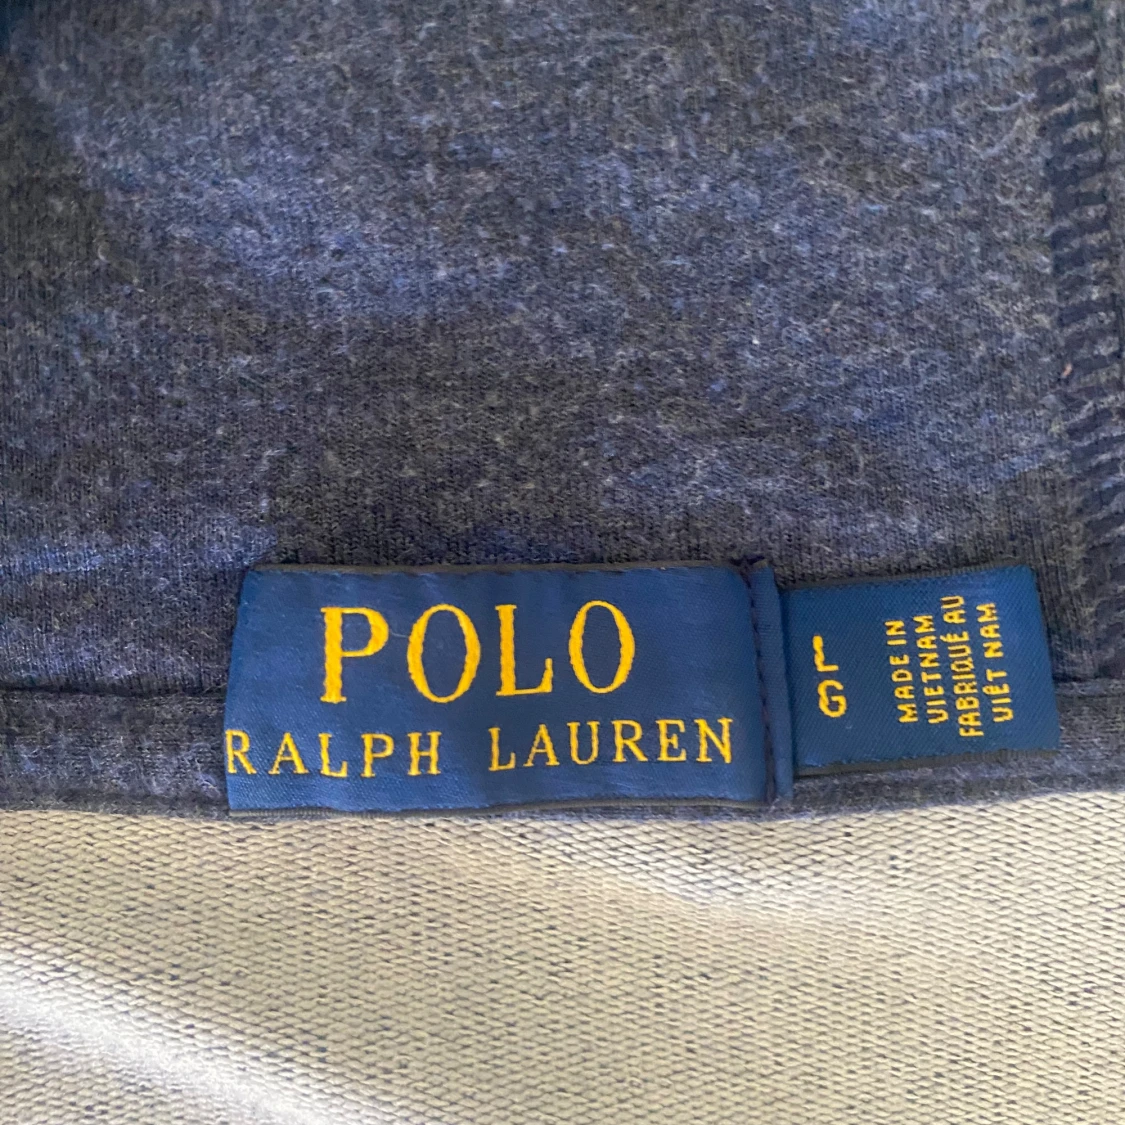 POLO
RALPH LAUREN
L
G
MADE IN
VIETNAM
FABRIQUÉ AU
VIÊT NAM